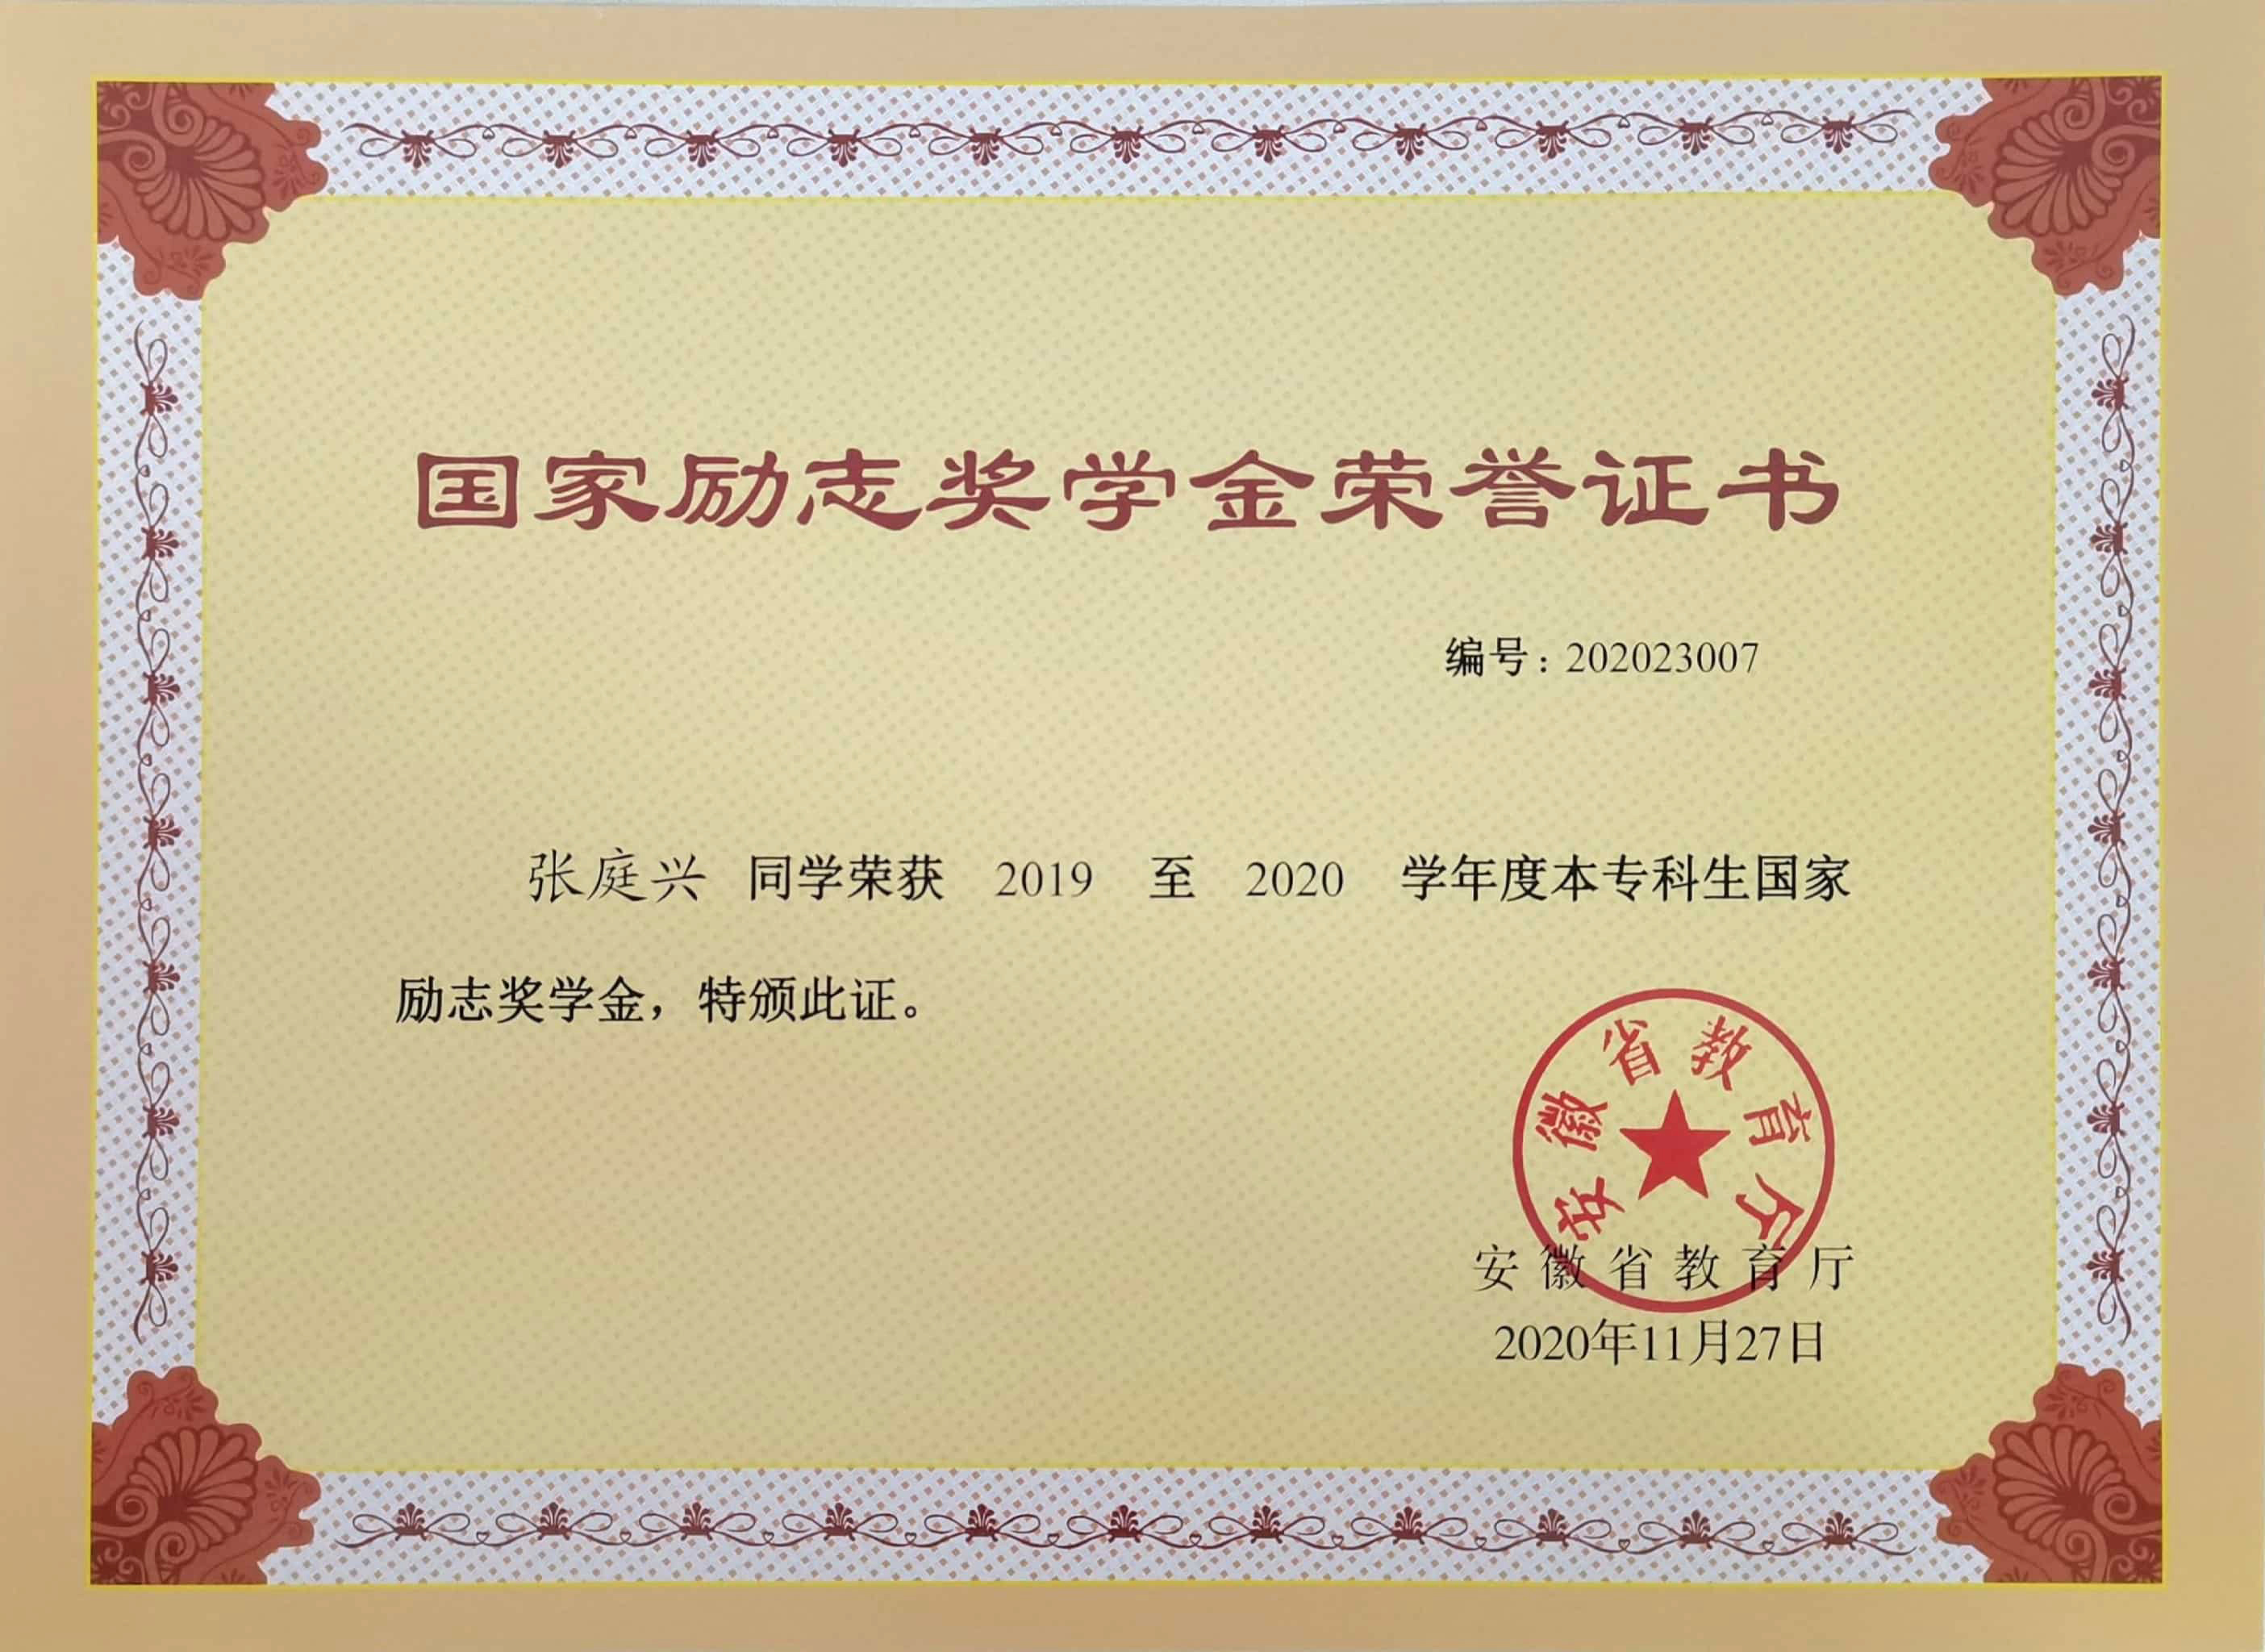 国家励志奖学金荣誉证书
编号：202023007
张庭兴 同学荣获 2019 至 2020 学年度本专科生国家
励志奖学金，特颁此证。
安徽省教育厅
安徽省教育厅
2020年11月27日